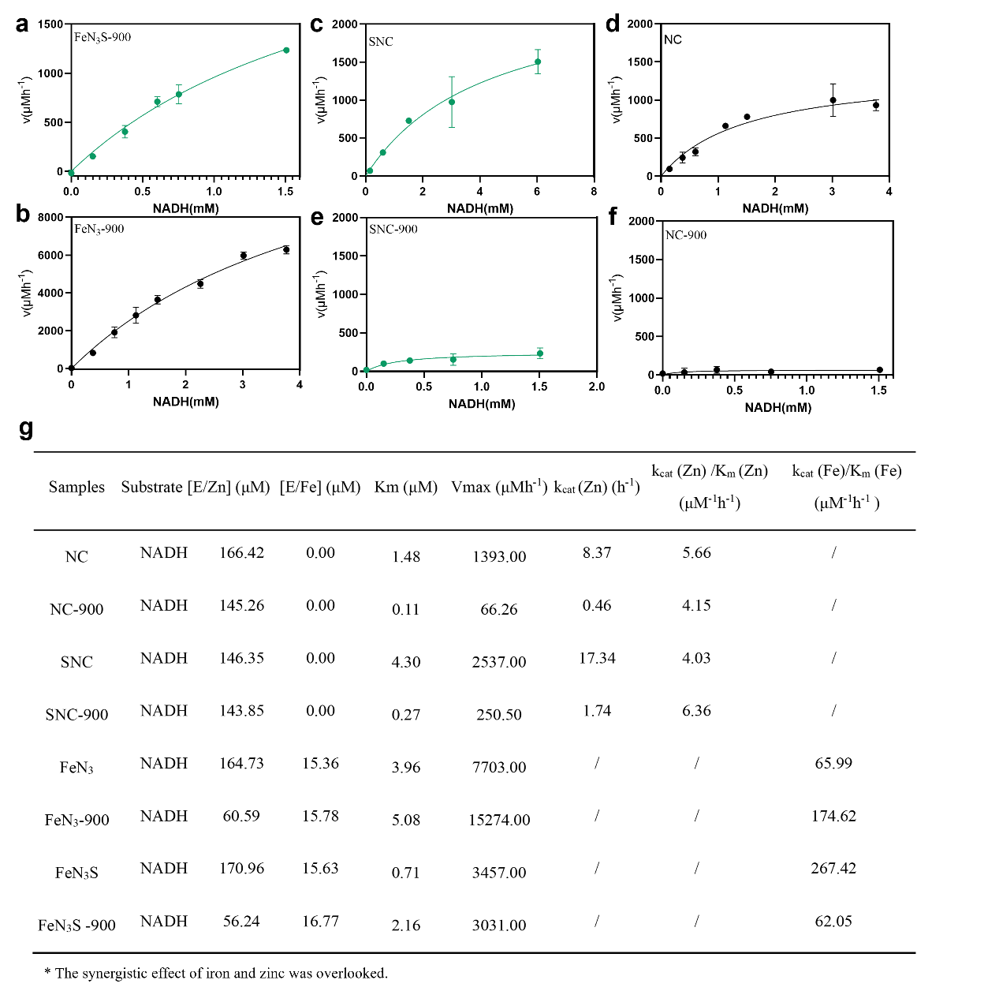 a
FeN₃S-900
1500
1000
500
0
0.0 0.5 1.0 1.5
v(µMh⁻¹)
NADH(mM)
c
SNC
2000
1500
1000
500
0
0 2 4 6 8
v(µMh⁻¹)
NADH(mM)
d
NC
2000
1500
1000
500
0
0 1 2 3 4
v(µMh⁻¹)
NADH(mM)
b
FeN₃-900
8000
6000
4000
2000
0
0 1 2 3 4
v(µMh⁻¹)
NADH(mM)
e
SNC-900
2000
1500
1000
500
0
0.0 0.5 1.0 1.5 2.0
v(µMh⁻¹)
NADH(mM)
f
NC-900
2000
1500
1000
500
0
0.0 0.5 1.0 1.5
v(µMh⁻¹)
NADH(mM)
g
Samples Substrate [E/Zn] (µM) [E/Fe] (µM) Km (µM) Vmax (µMh⁻¹) kcat (Zn) (h⁻¹) kcat (Zn) /Km (Zn) (µM⁻¹h⁻¹) kcat (Fe)/Km (Fe) (µM⁻¹h⁻¹ )
NC NADH 166.42 0.00 1.48 1393.00 8.37 5.66 /
NC-900 NADH 145.26 0.00 0.11 66.26 0.46 4.15 /
SNC NADH 146.35 0.00 4.30 2537.00 17.34 4.03 /
SNC-900 NADH 143.85 0.00 0.27 250.50 1.74 6.36 /
FeN₃ NADH 164.73 15.36 3.96 7703.00 / / 65.99
FeN₃-900 NADH 60.59 15.78 5.08 15274.00 / / 174.62
FeN₃S NADH 170.96 15.63 0.71 3457.00 / / 267.42
FeN₃S -900 NADH 56.24 16.77 2.16 3031.00 / / 62.05
* The synergistic effect of iron and zinc was overlooked.